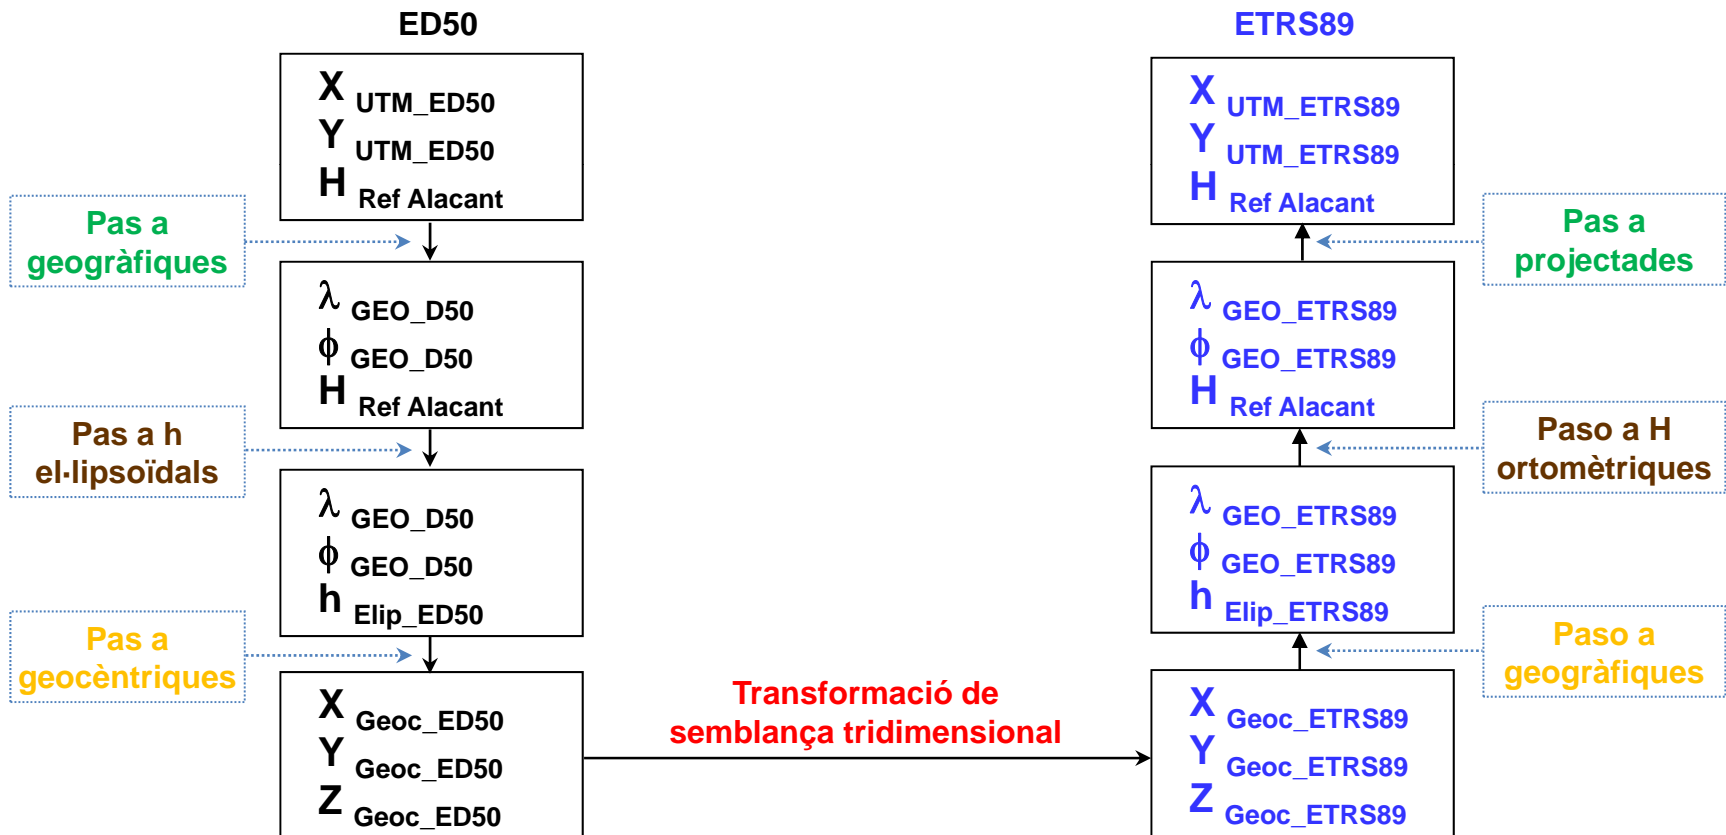 ED50
X UTM_ED50
Y UTM_ED50
H Ref Alacant
Pas a
geogràfiques
λ GEO_D50
ϕ GEO_D50
H Ref Alacant
Pas a h
el·lipsoïdals
λ GEO_D50
ϕ GEO_D50
h Elip_ED50
Pas a
geocèntriques
X Geoc_ED50
Y Geoc_ED50
Z Geoc_ED50
Transformació de
semblança tridimensional
ETRS89
X UTM_ETRS89
Y UTM_ETRS89
H Ref Alacant
Pas a
projectades
λ GEO_ETRS89
ϕ GEO_ETRS89
H Ref Alacant
Paso a H
ortomètriques
λ GEO_ETRS89
ϕ GEO_ETRS89
h Elip_ETRS89
Paso a
geogràfiques
X Geoc_ETRS89
Y Geoc_ETRS89
Z Geoc_ETRS89